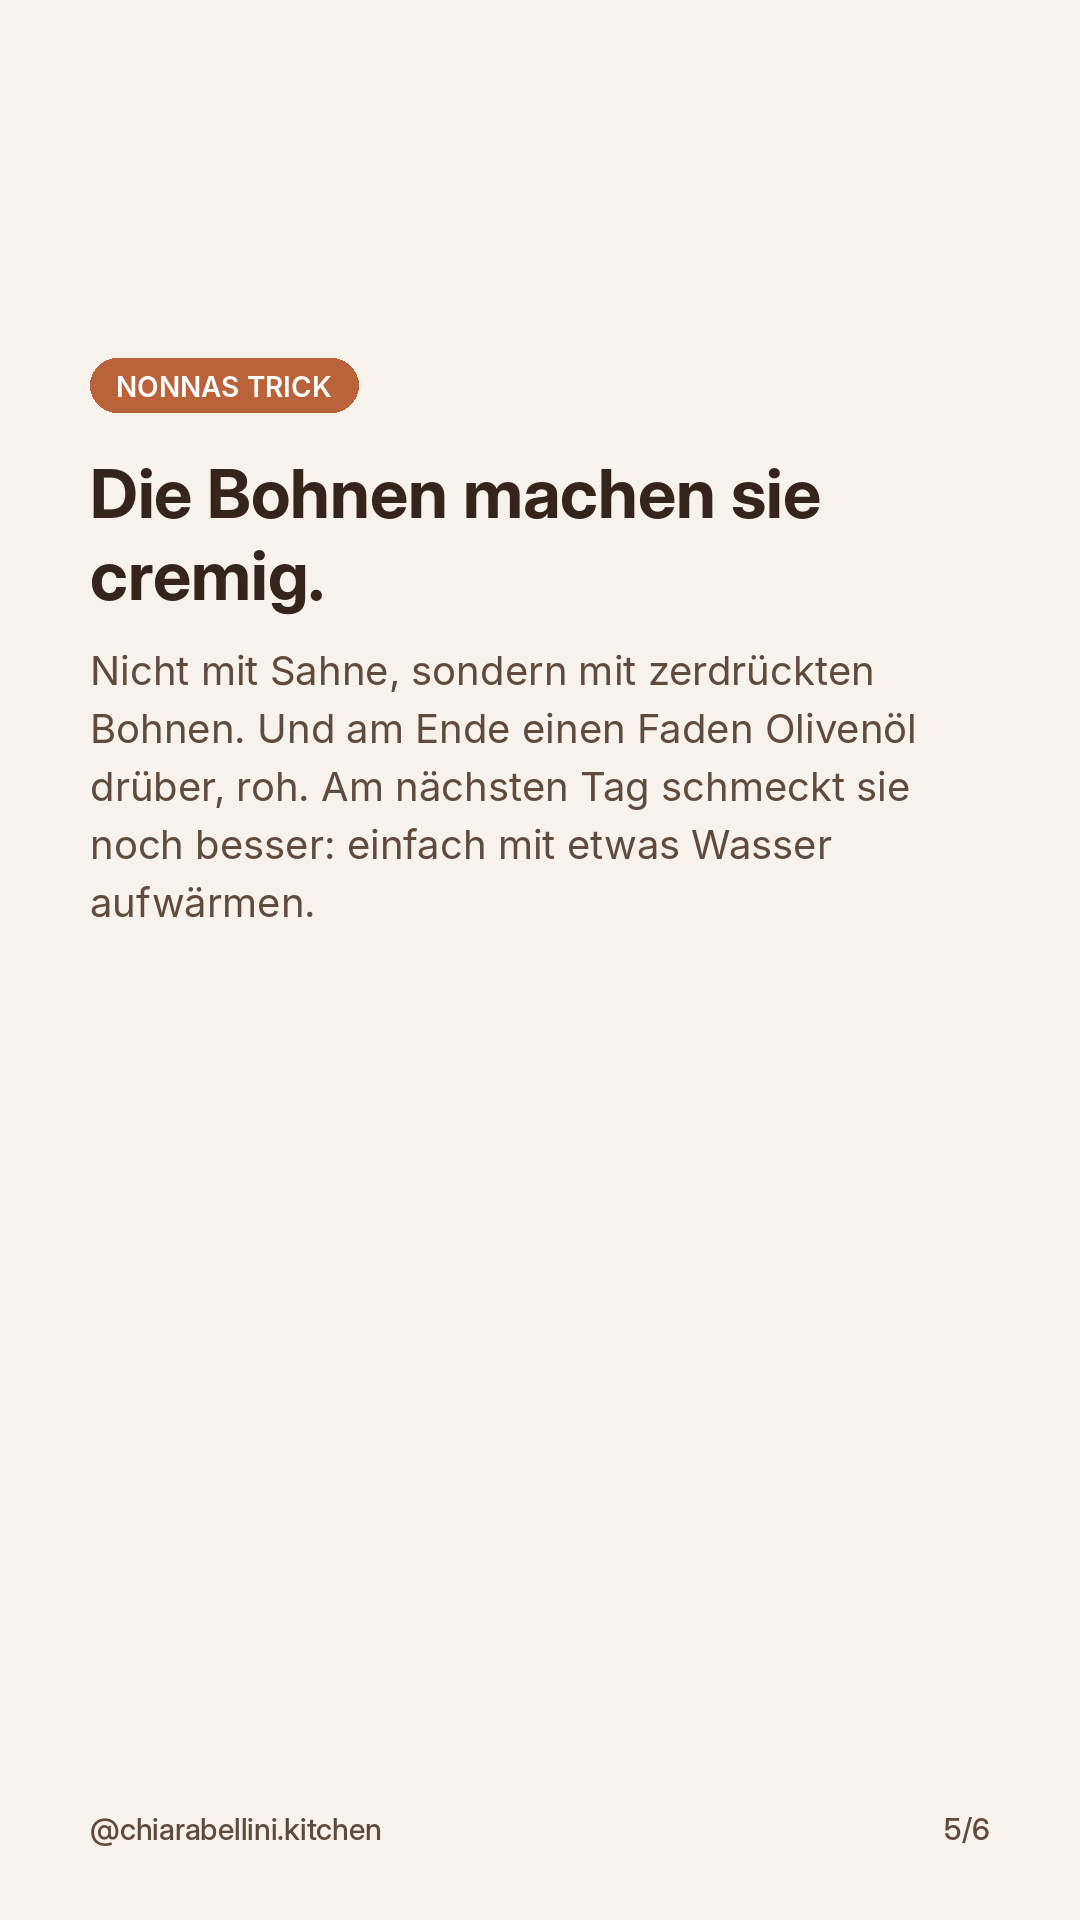 NONNAS TRICK
Die Bohnen machen sie
cremig.
Nicht mit Sahne, sondern mit zerdrückten
Bohnen. Und am Ende einen Faden Olivenöl
drüber, roh. Am nächsten Tag schmeckt sie
noch besser: einfach mit etwas Wasser
aufwärmen.
@chiarabellini.kitchen
5/6